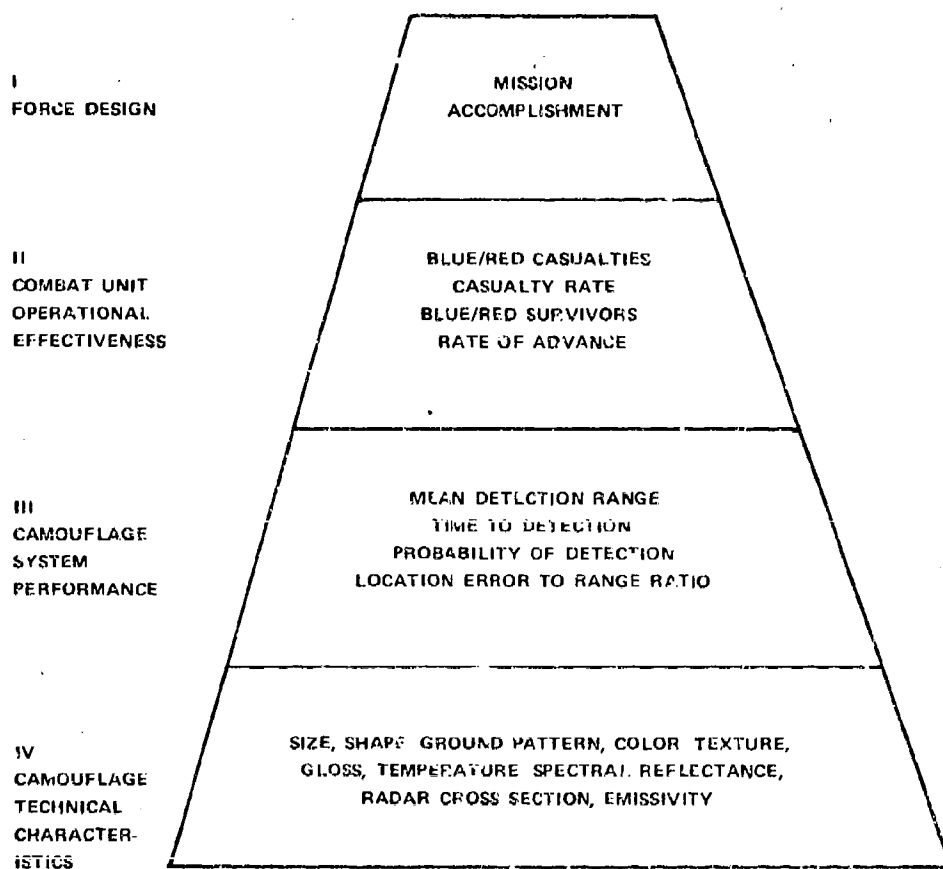 I
FORCE DESIGN
MISSION
ACCOMPLISHMENT
II
COMBAT UNIT
OPERATIONAL
EFFECTIVENESS
BLUE/RED CASUALTIES
CASUALTY RATE
BLUE/RED SURVIVORS
RATE OF ADVANCE
III
CAMOUFLAGE
SYSTEM
PERFORMANCE
MEAN DETECTION RANGE
TIME TO DETECTION
PROBABILITY OF DETECTION
LOCATION ERROR TO RANGE RATIO
IV
CAMOUFLAGE
TECHNICAL
CHARACTER-
ISTICS
SIZE, SHAPE GROUND PATTERN, COLOR TEXTURE,
GLOSS, TEMPERATURE SPECTRAL REFLECTANCE,
RADAR CROSS SECTION, EMISSIVITY